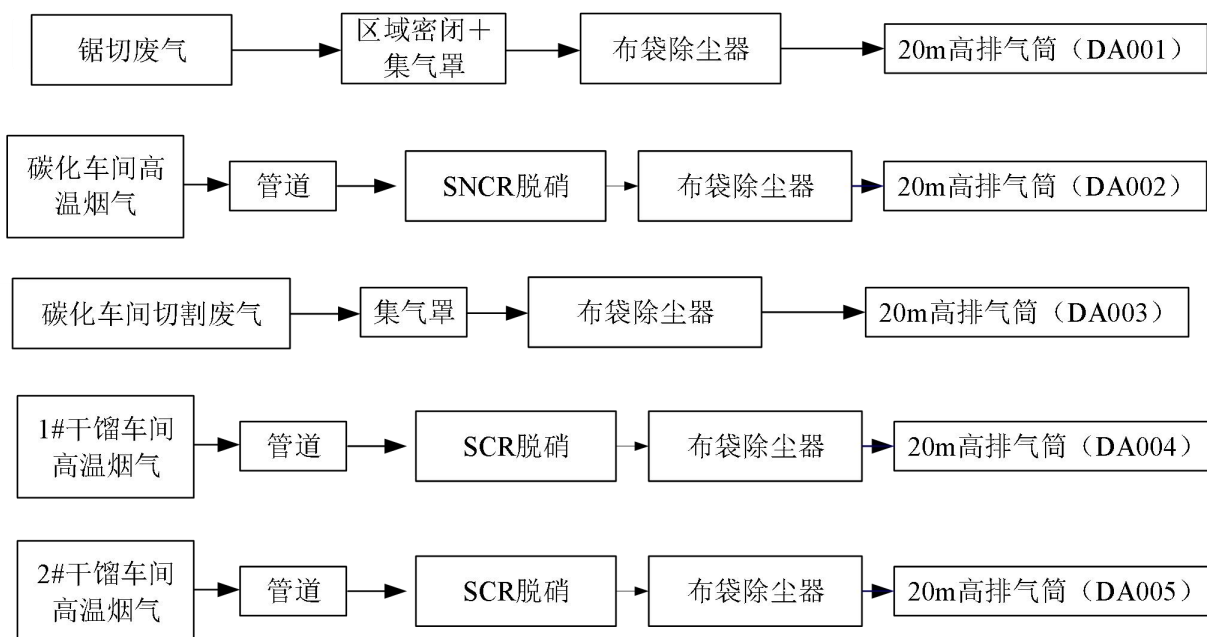 锯切废气
区域密闭＋
集气罩
布袋除尘器
20m高排气筒（DA001）
碳化车间高
温烟气
管道
SNCR脱硝
布袋除尘器
20m高排气筒（DA002）
碳化车间切割废气
集气罩
布袋除尘器
20m高排气筒（DA003）
1#干馏车间
高温烟气
管道
SCR脱硝
布袋除尘器
20m高排气筒（DA004）
2#干馏车间
高温烟气
管道
SCR脱硝
布袋除尘器
20m高排气筒（DA005）